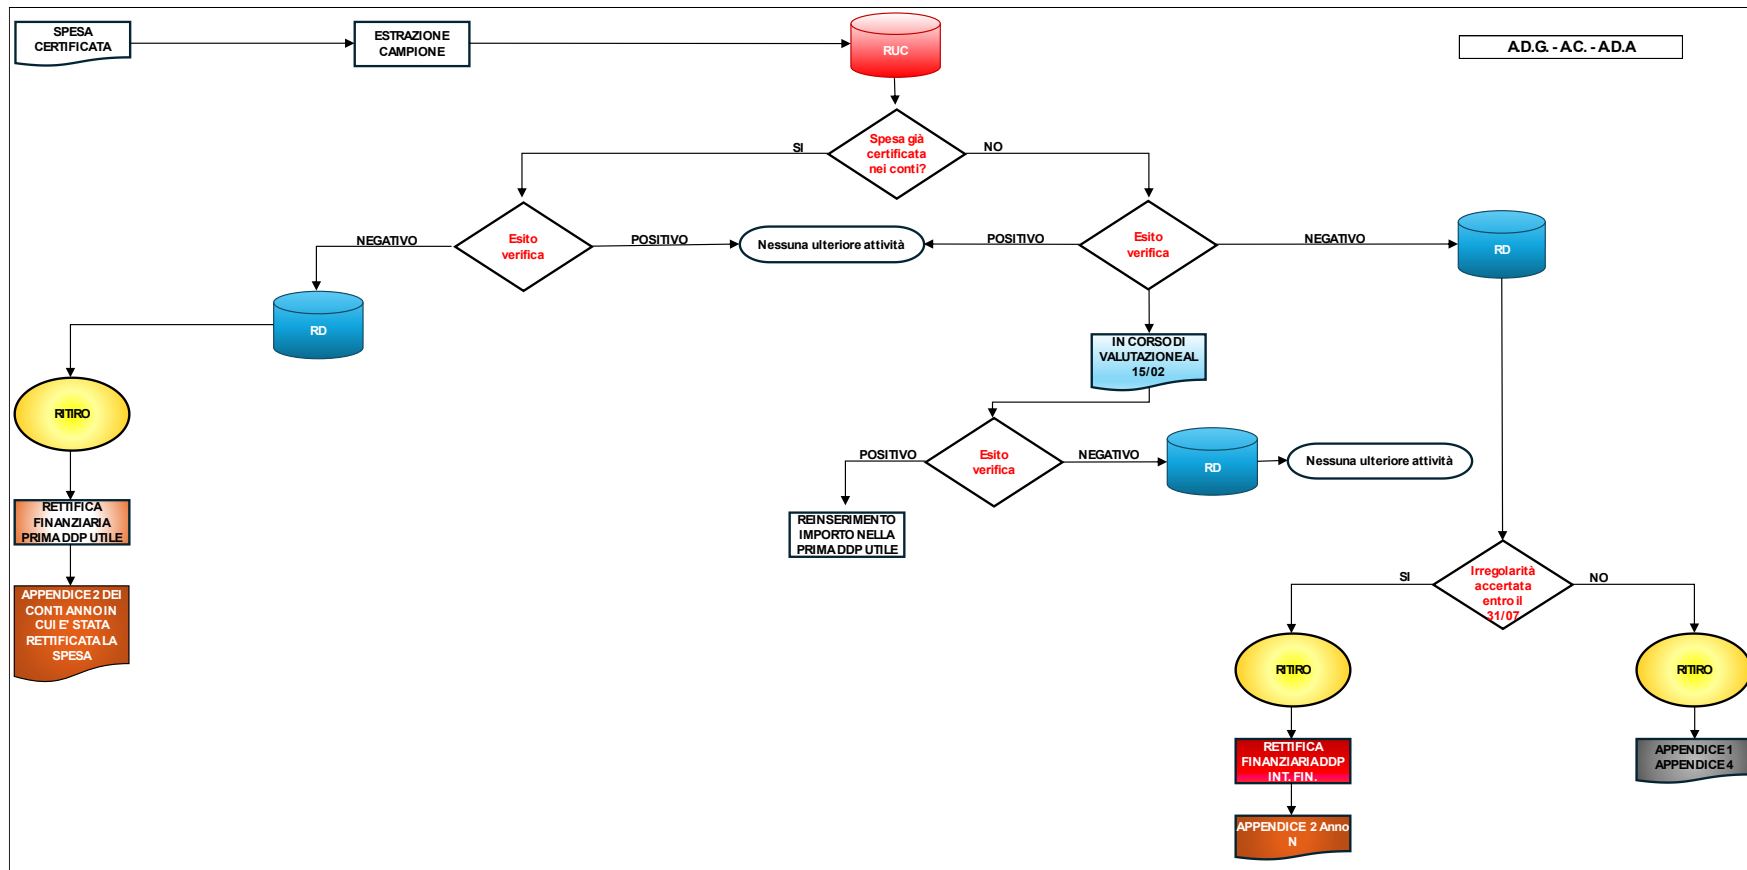 SPESA
CERTIFICATA
ESTRAZIONE
CAMPIONE
RUC
A.D.G. - A.C. - A.D.A
Spesa già
certificata
nei conti?
SI
NO
Esito
verifica
NEGATIVO
POSITIVO
Nessuna ulteriore attività
POSITIVO
Esito
verifica
NEGATIVO
RD
RD
IN CORSO DI
VALUTAZIONE AL
15/02
RITIRO
Esito
verifica
POSITIVO
NEGATIVO
RD
Nessuna ulteriore attività
RETTIFICA
FINANZIARIA
PRIMA DDP UTILE
REINSERIMENTO
IMPORTO NELLA
PRIMA DDP UTILE
APPENDICE 2 DEI
CONTI ANNO IN
CUI E' STATA
RETTIFICATA LA
SPESA
Irregolarità
accertata
entro il
31/07
SI
NO
RITIRO
RITIRO
RETTIFICA
FINANZIARIA DDP
INT. FIN.
APPENDICE 1
APPENDICE 4
APPENDICE 2 Anno
N